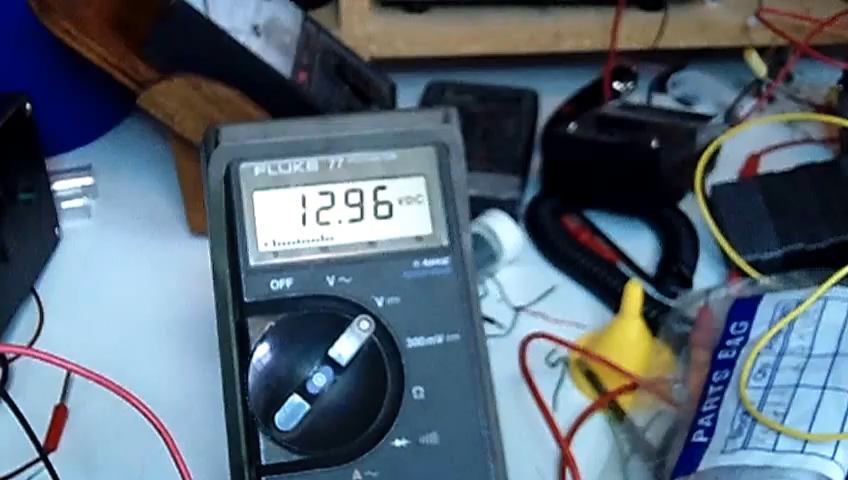 FLUKE 77
12.96 VDC
OFF
V~
V
300mV
Ω
A~
PARTS BAG